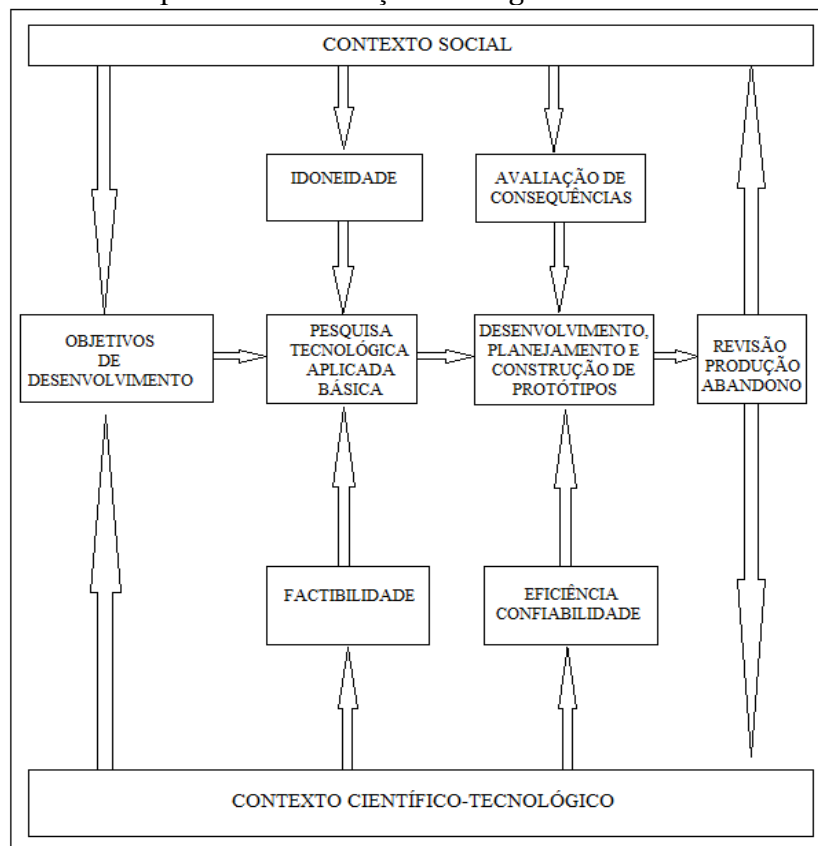 CONTEXTO SOCIAL
IDONEIDADE
AVALIAÇÃO DE
CONSEQUÊNCIAS
OBJETIVOS
DE
DESENVOLVIMENTO
PESQUISA
TECNOLÓGICA
APLICADA
BÁSICA
DESENVOLVIMENTO,
PLANEJAMENTO E
CONSTRUÇÃO DE
PROTÓTIPOS
REVISÃO
PRODUÇÃO
ABANDONO
FACTIBILIDADE
EFICIÊNCIA
CONFIABILIDADE
CONTEXTO CIENTÍFICO-TECNOLÓGICO